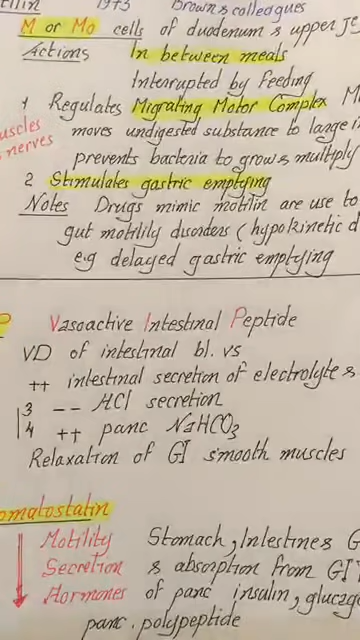 1973 Brown & colleagues
M or Mo cells of duodenum & upper Je
Actions In between meals
Interrupted by Feeding
1 Regulates Migrating Motor Complex M
uscles moves undigested substance to large i
nerves prevents bacteria to grow & multiply
2 Stimulates gastric emptying
Notes Drugs mimic motilin are use to
gut motility disorders (hypokinetic d
e.g delayed gastric emptying
Vasoactive Intestinal Peptide
VD of intestinal bl. vs
++ intestinal secretion of electrolyte &
3 -- HCl secretion
4 ++ panc NaHCO3
Relaxation of GI smooth muscles
omatostatin
Motility Stomach, Intestines G
Secretion & absorption from GI
Hormones of panc insulin, glucag
panc. polypeptide